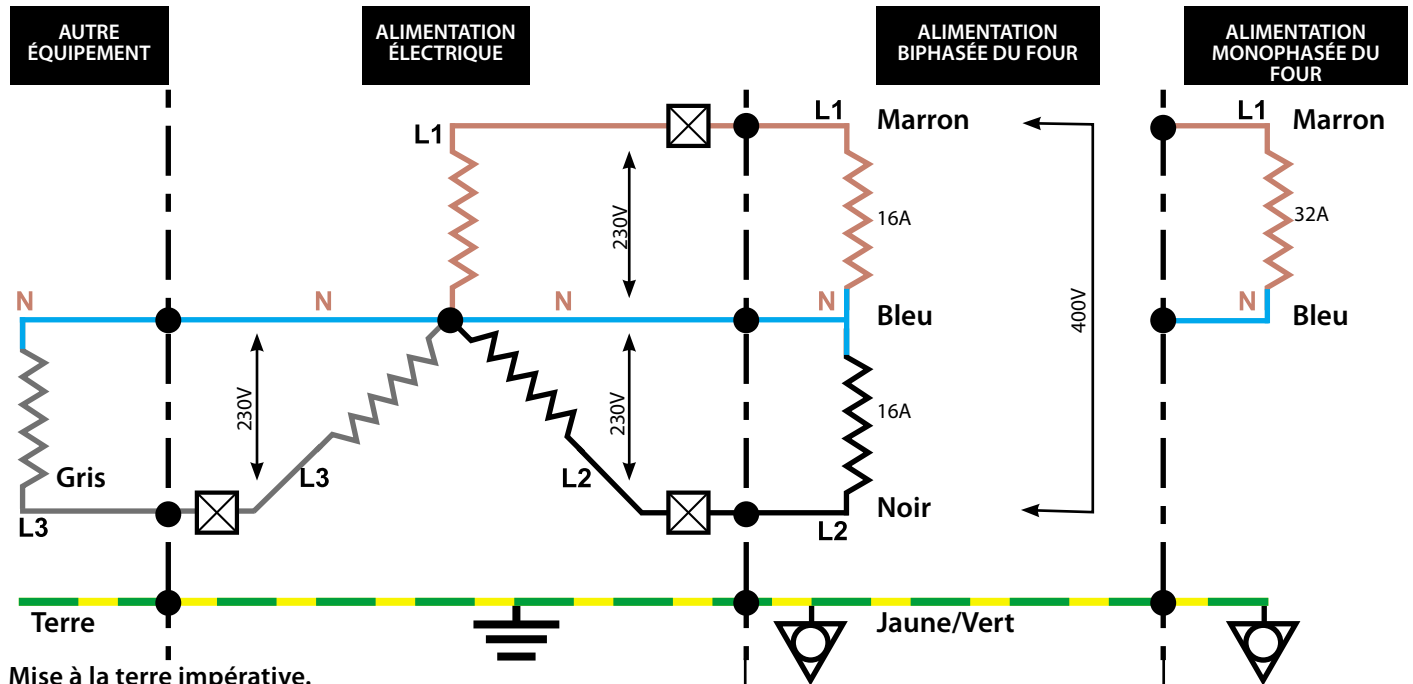 AUTRE
ÉQUIPEMENT
ALIMENTATION
ÉLECTRIQUE
ALIMENTATION
BIPHASÉE DU FOUR
ALIMENTATION
MONOPHASÉE DU
FOUR
L1
L1
Marron
L1
Marron
230V
16A
32A
400V
N
N
N
N
Bleu
N
Bleu
230V
230V
16A
Gris
L3
L2
Noir
L3
L2
Terre
Jaune/Vert
Mise à la terre impérative.